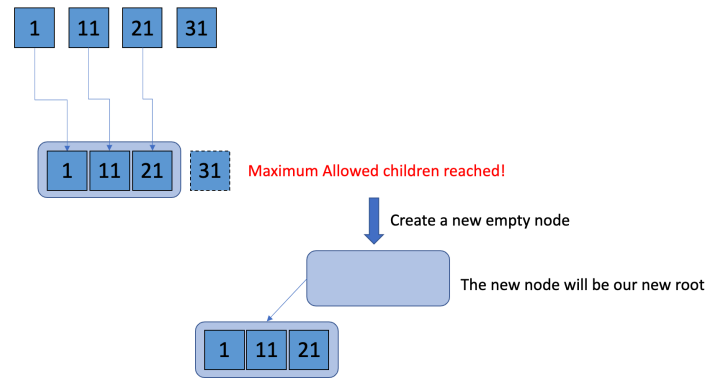 1 11 21 31
1 11 21 31 Maximum Allowed children reached!
Create a new empty node
The new node will be our new root
1 11 21